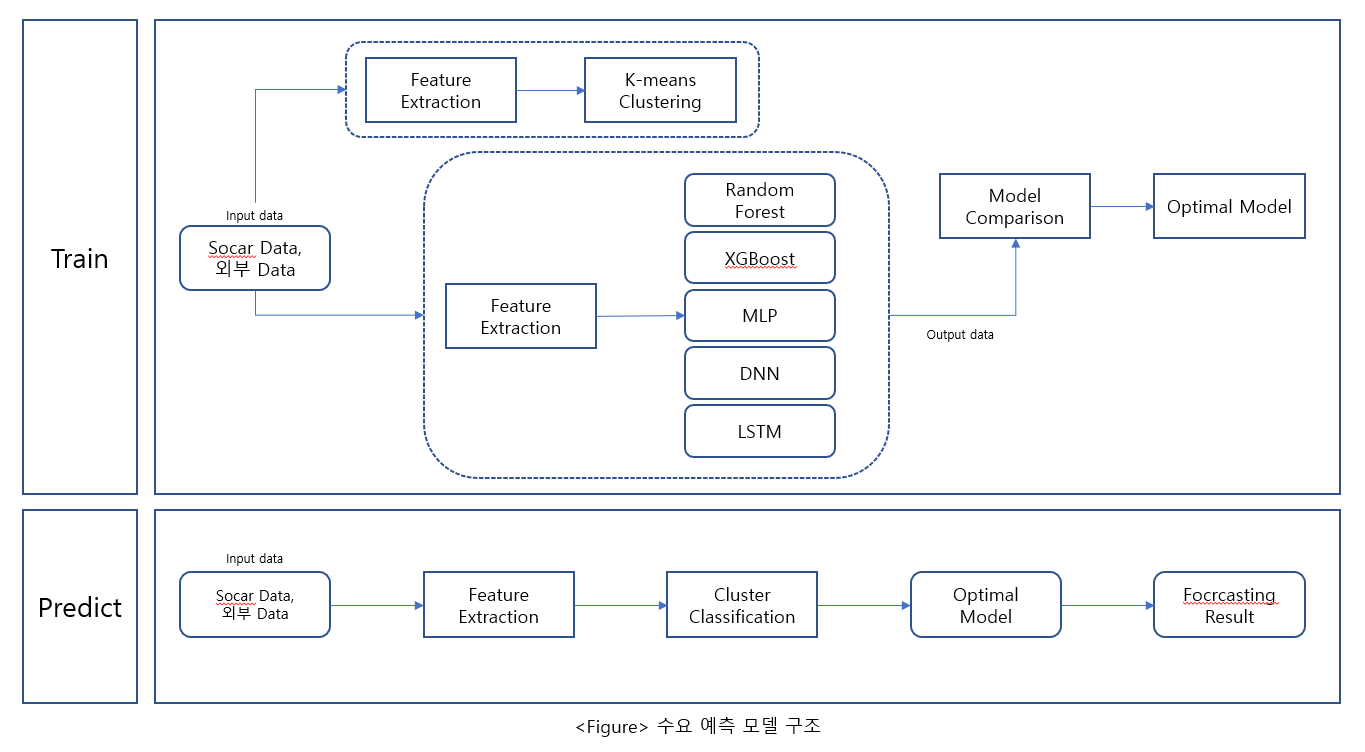 Train
Feature
Extraction
K-means
Clustering
Input data
Socar Data,
외부 Data
Feature
Extraction
Random
Forest
XGBoost
MLP
DNN
LSTM
Output data
Model
Comparison
Optimal Model
Predict
Input data
Socar Data,
외부 Data
Feature
Extraction
Cluster
Classification
Optimal
Model
Focrcasting
Result
<Figure> 수요 예측 모델 구조